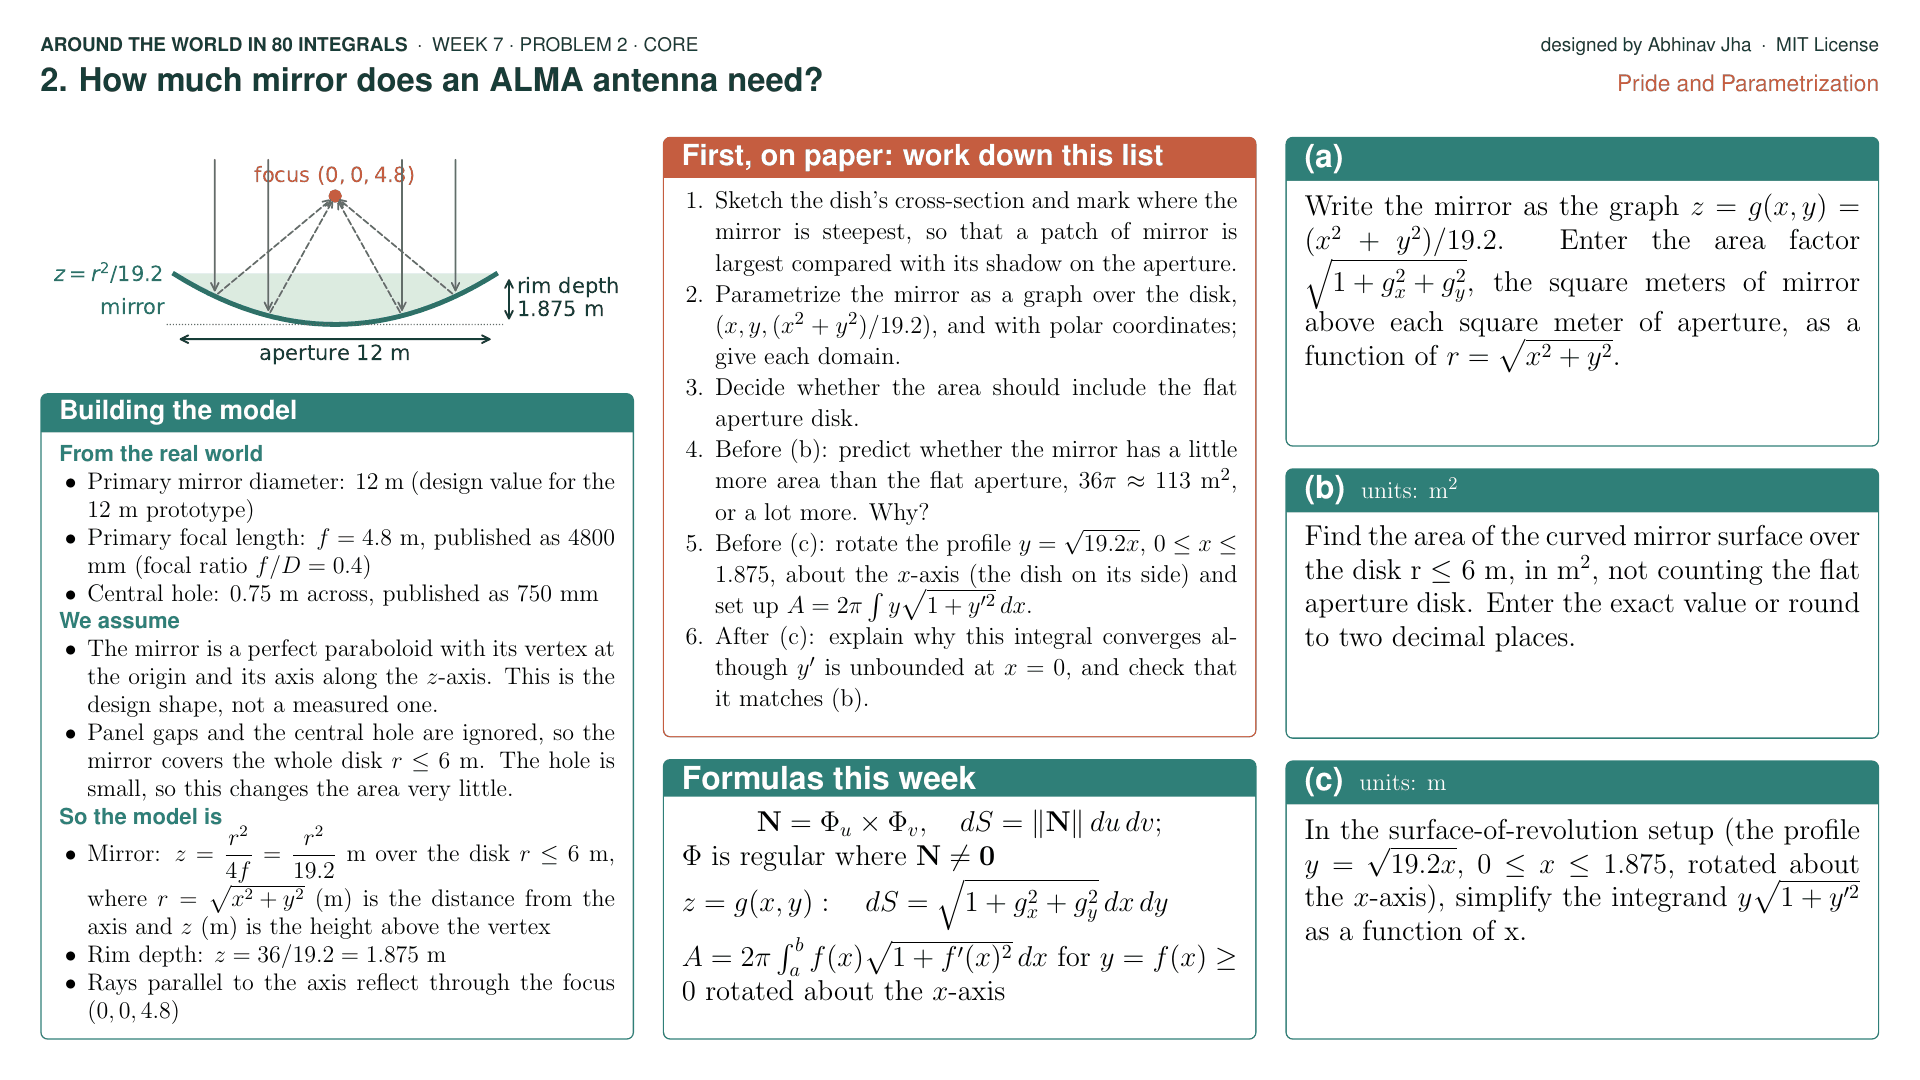 AROUND THE WORLD IN 80 INTEGRALS · WEEK 7 · PROBLEM 2 · CORE
designed by Abhinav Jha · MIT License
2. How much mirror does an ALMA antenna need?
Pride and Parametrization
focus (0, 0, 4.8)
z = r²/19.2
mirror
rim depth
1.875 m
aperture 12 m
Building the model
From the real world
• Primary mirror diameter: 12 m (design value for the
12 m prototype)
• Primary focal length: f = 4.8 m, published as 4800
mm (focal ratio f/D = 0.4)
• Central hole: 0.75 m across, published as 750 mm
We assume
• The mirror is a perfect paraboloid with its vertex at
the origin and its axis along the z-axis. This is the
design shape, not a measured one.
• Panel gaps and the central hole are ignored, so the
mirror covers the whole disk r ≤ 6 m. The hole is
small, so this changes the area very little.
So the model is
• Mirror: z = r²/4f = r²/19.2 m over the disk r ≤ 6 m,
where r = √(x² + y²) (m) is the distance from the
axis and z (m) is the height above the vertex
• Rim depth: z = 36/19.2 = 1.875 m
• Rays parallel to the axis reflect through the focus
(0, 0, 4.8)
First, on paper: work down this list
1. Sketch the dish's cross-section and mark where the
mirror is steepest, so that a patch of mirror is
largest compared with its shadow on the aperture.
2. Parametrize the mirror as a graph over the disk,
(x, y, (x² + y²)/19.2), and with polar coordinates;
give each domain.
3. Decide whether the area should include the flat
aperture disk.
4. Before (b): predict whether the mirror has a little
more area than the flat aperture, 36π ≈ 113 m²,
or a lot more. Why?
5. Before (c): rotate the profile y = √(19.2x), 0 ≤ x ≤
1.875, about the x-axis (the dish on its side) and
set up A = 2π ∫ y√(1 + y′²) dx.
6. After (c): explain why this integral converges al-
though y′ is unbounded at x = 0, and check that
it matches (b).
Formulas this week
N = Φᵤ × Φᵥ, dS = ‖N‖ du dv;
Φ is regular where N ≠ 0
z = g(x, y) : dS = √(1 + g_x² + g_y²) dx dy
A = 2π ∫ₐᵇ f(x)√(1 + f′(x)²) dx for y = f(x) ≥
0 rotated about the x-axis
(a)
Write the mirror as the graph z = g(x, y) =
(x² + y²)/19.2. Enter the area factor
√(1 + g_x² + g_y²), the square meters of mirror
above each square meter of aperture, as a
function of r = √(x² + y²).
(b) units: m²
Find the area of the curved mirror surface over
the disk r ≤ 6 m, in m², not counting the flat
aperture disk. Enter the exact value or round
to two decimal places.
(c) units: m
In the surface-of-revolution setup (the profile
y = √(19.2x), 0 ≤ x ≤ 1.875, rotated about
the x-axis), simplify the integrand y√(1 + y′²)
as a function of x.